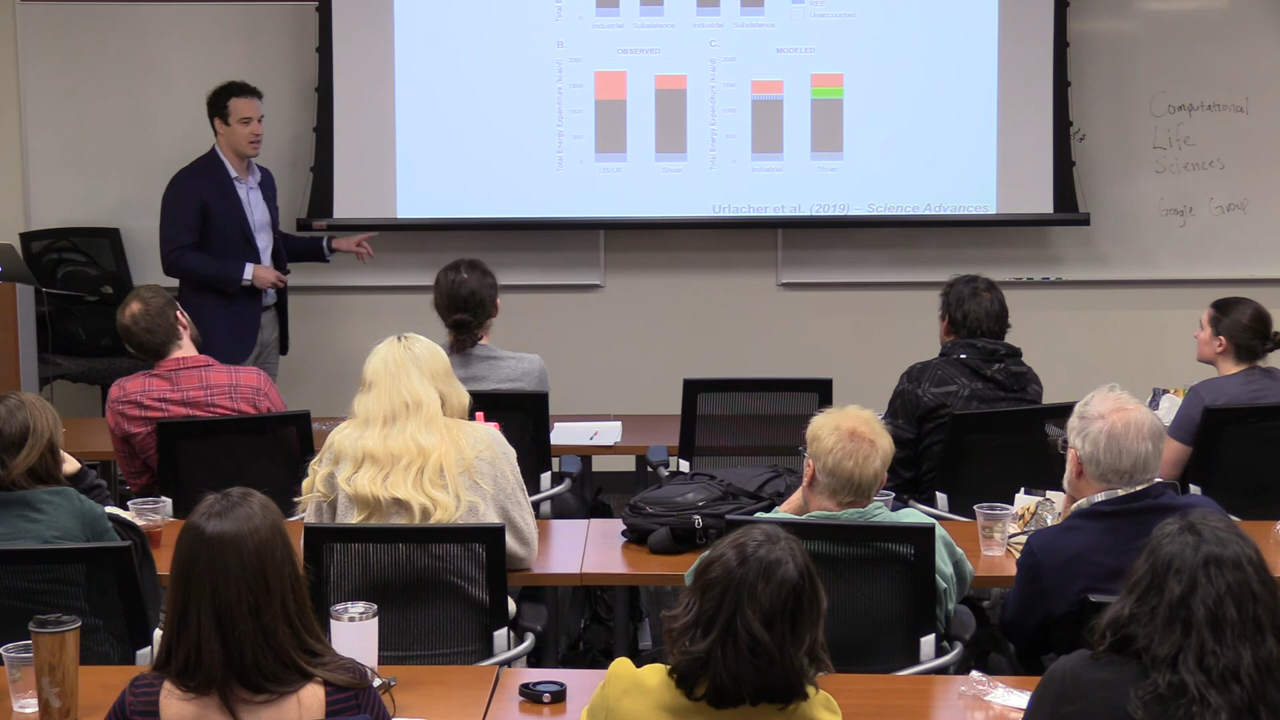 Industrial Subsistence Industrial Subsistence
REE
Unaccounted
B. OBSERVED C. MODELED
Total Energy Expenditure (kcal/d)
Total Energy Expenditure (kcal/d)
US/UK Shuar Industrial Shuar
Urlacher et al. (2019) – Science Advances
Computational
Life
Sciences
Google Group